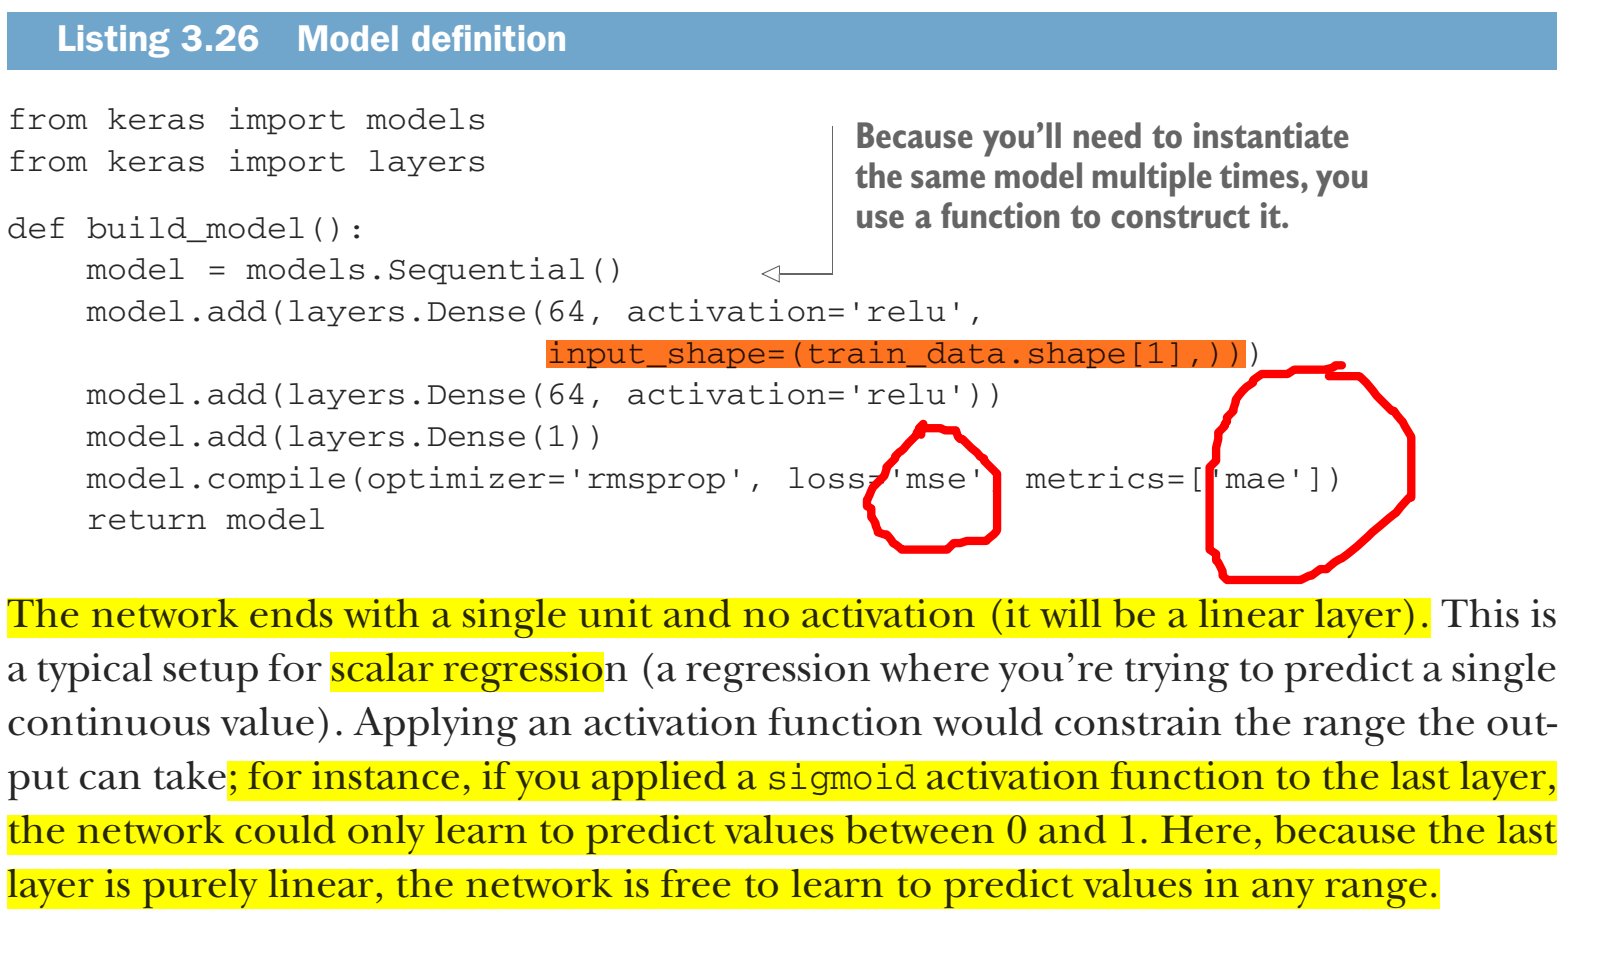 Listing 3.26 Model definition
from keras import models
from keras import layers
Because you'll need to instantiate
the same model multiple times, you
use a function to construct it.
def build_model():
    model = models.Sequential()
    model.add(layers.Dense(64, activation='relu',
                           input_shape=(train_data.shape[1],)))
    model.add(layers.Dense(64, activation='relu'))
    model.add(layers.Dense(1))
    model.compile(optimizer='rmsprop', loss='mse', metrics=['mae'])
    return model
The network ends with a single unit and no activation (it will be a linear layer). This is
a typical setup for scalar regression (a regression where you're trying to predict a single
continuous value). Applying an activation function would constrain the range the out-
put can take; for instance, if you applied a sigmoid activation function to the last layer,
the network could only learn to predict values between 0 and 1. Here, because the last
layer is purely linear, the network is free to learn to predict values in any range.